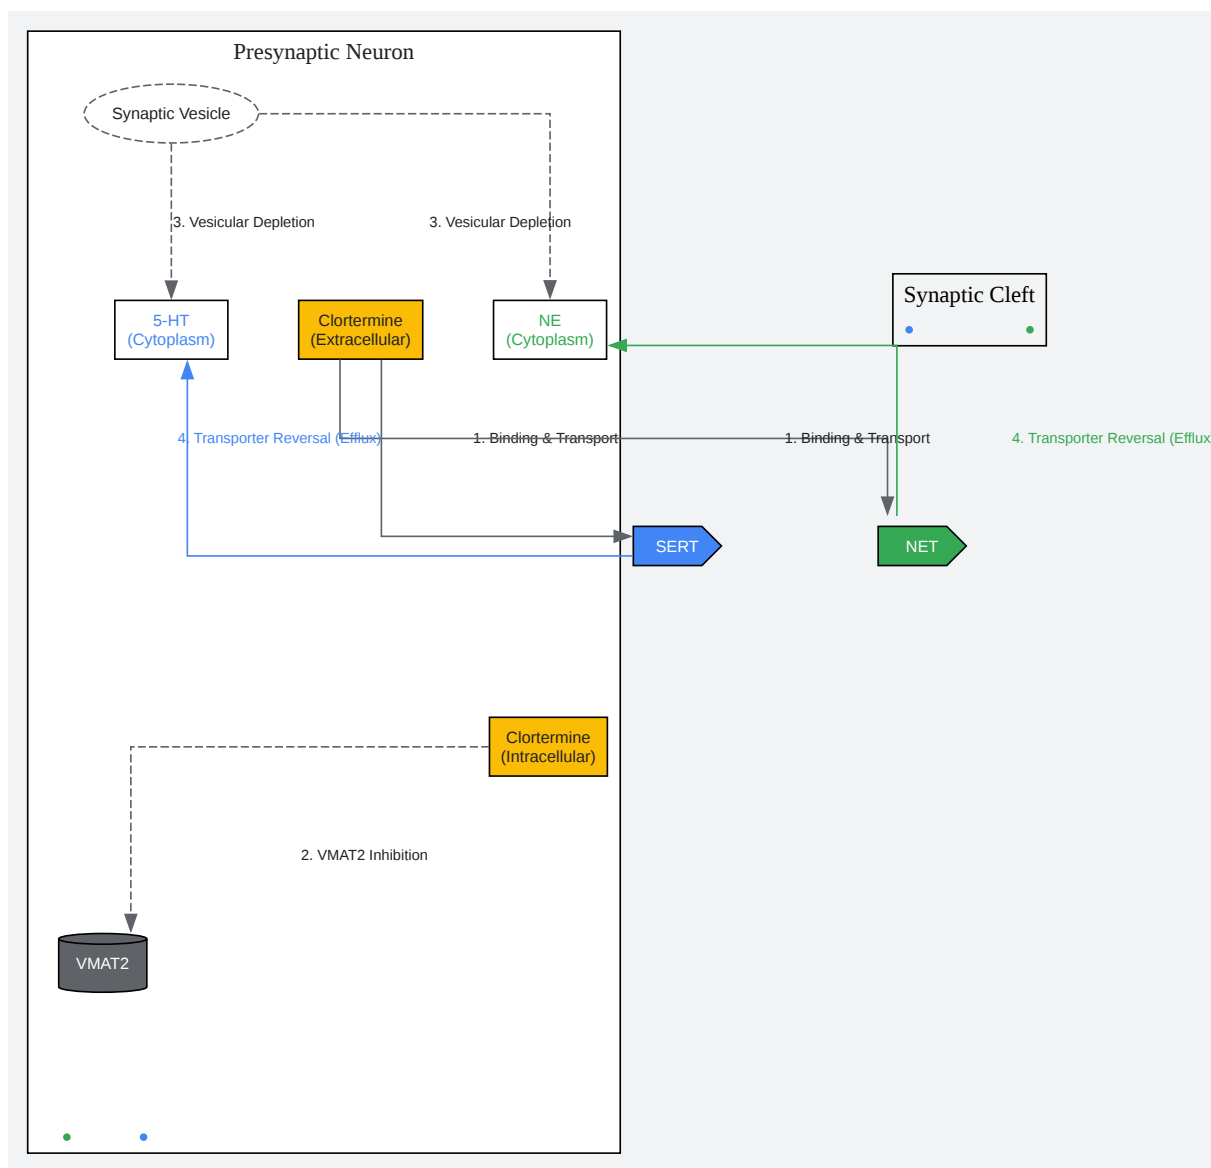 Presynaptic Neuron
Synaptic Vesicle
3. Vesicular Depletion
3. Vesicular Depletion
5-HT
(Cytoplasm)
Clortermine
(Extracellular)
NE
(Cytoplasm)
Synaptic Cleft
4. Transporter Reversal (Efflux)
1. Binding & Transport
1. Binding & Transport
4. Transporter Reversal (Efflux
SERT
NET
Clortermine
(Intracellular)
2. VMAT2 Inhibition
VMAT2